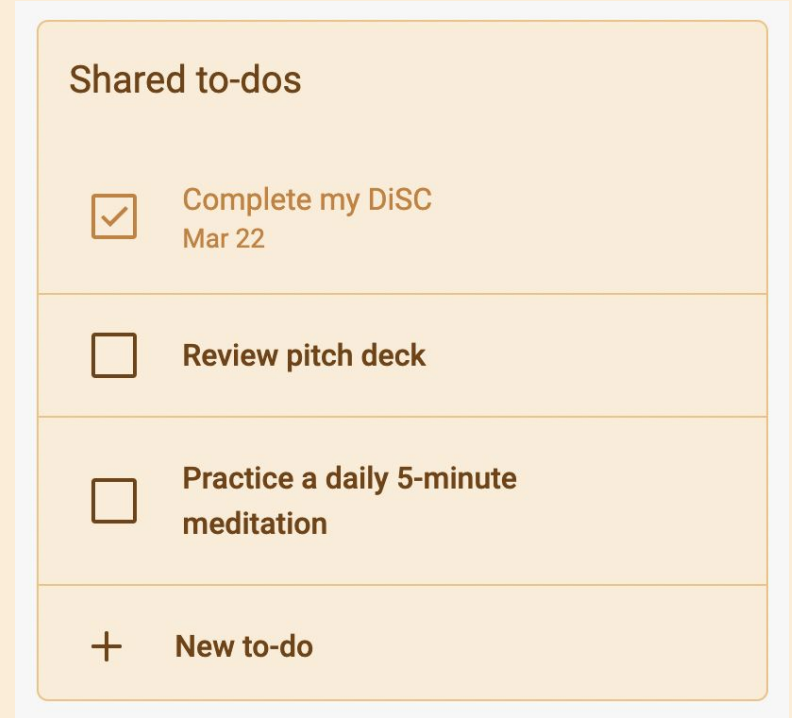 Shared to-dos
Complete my DiSC
Mar 22
Review pitch deck
Practice a daily 5-minute
meditation
New to-do